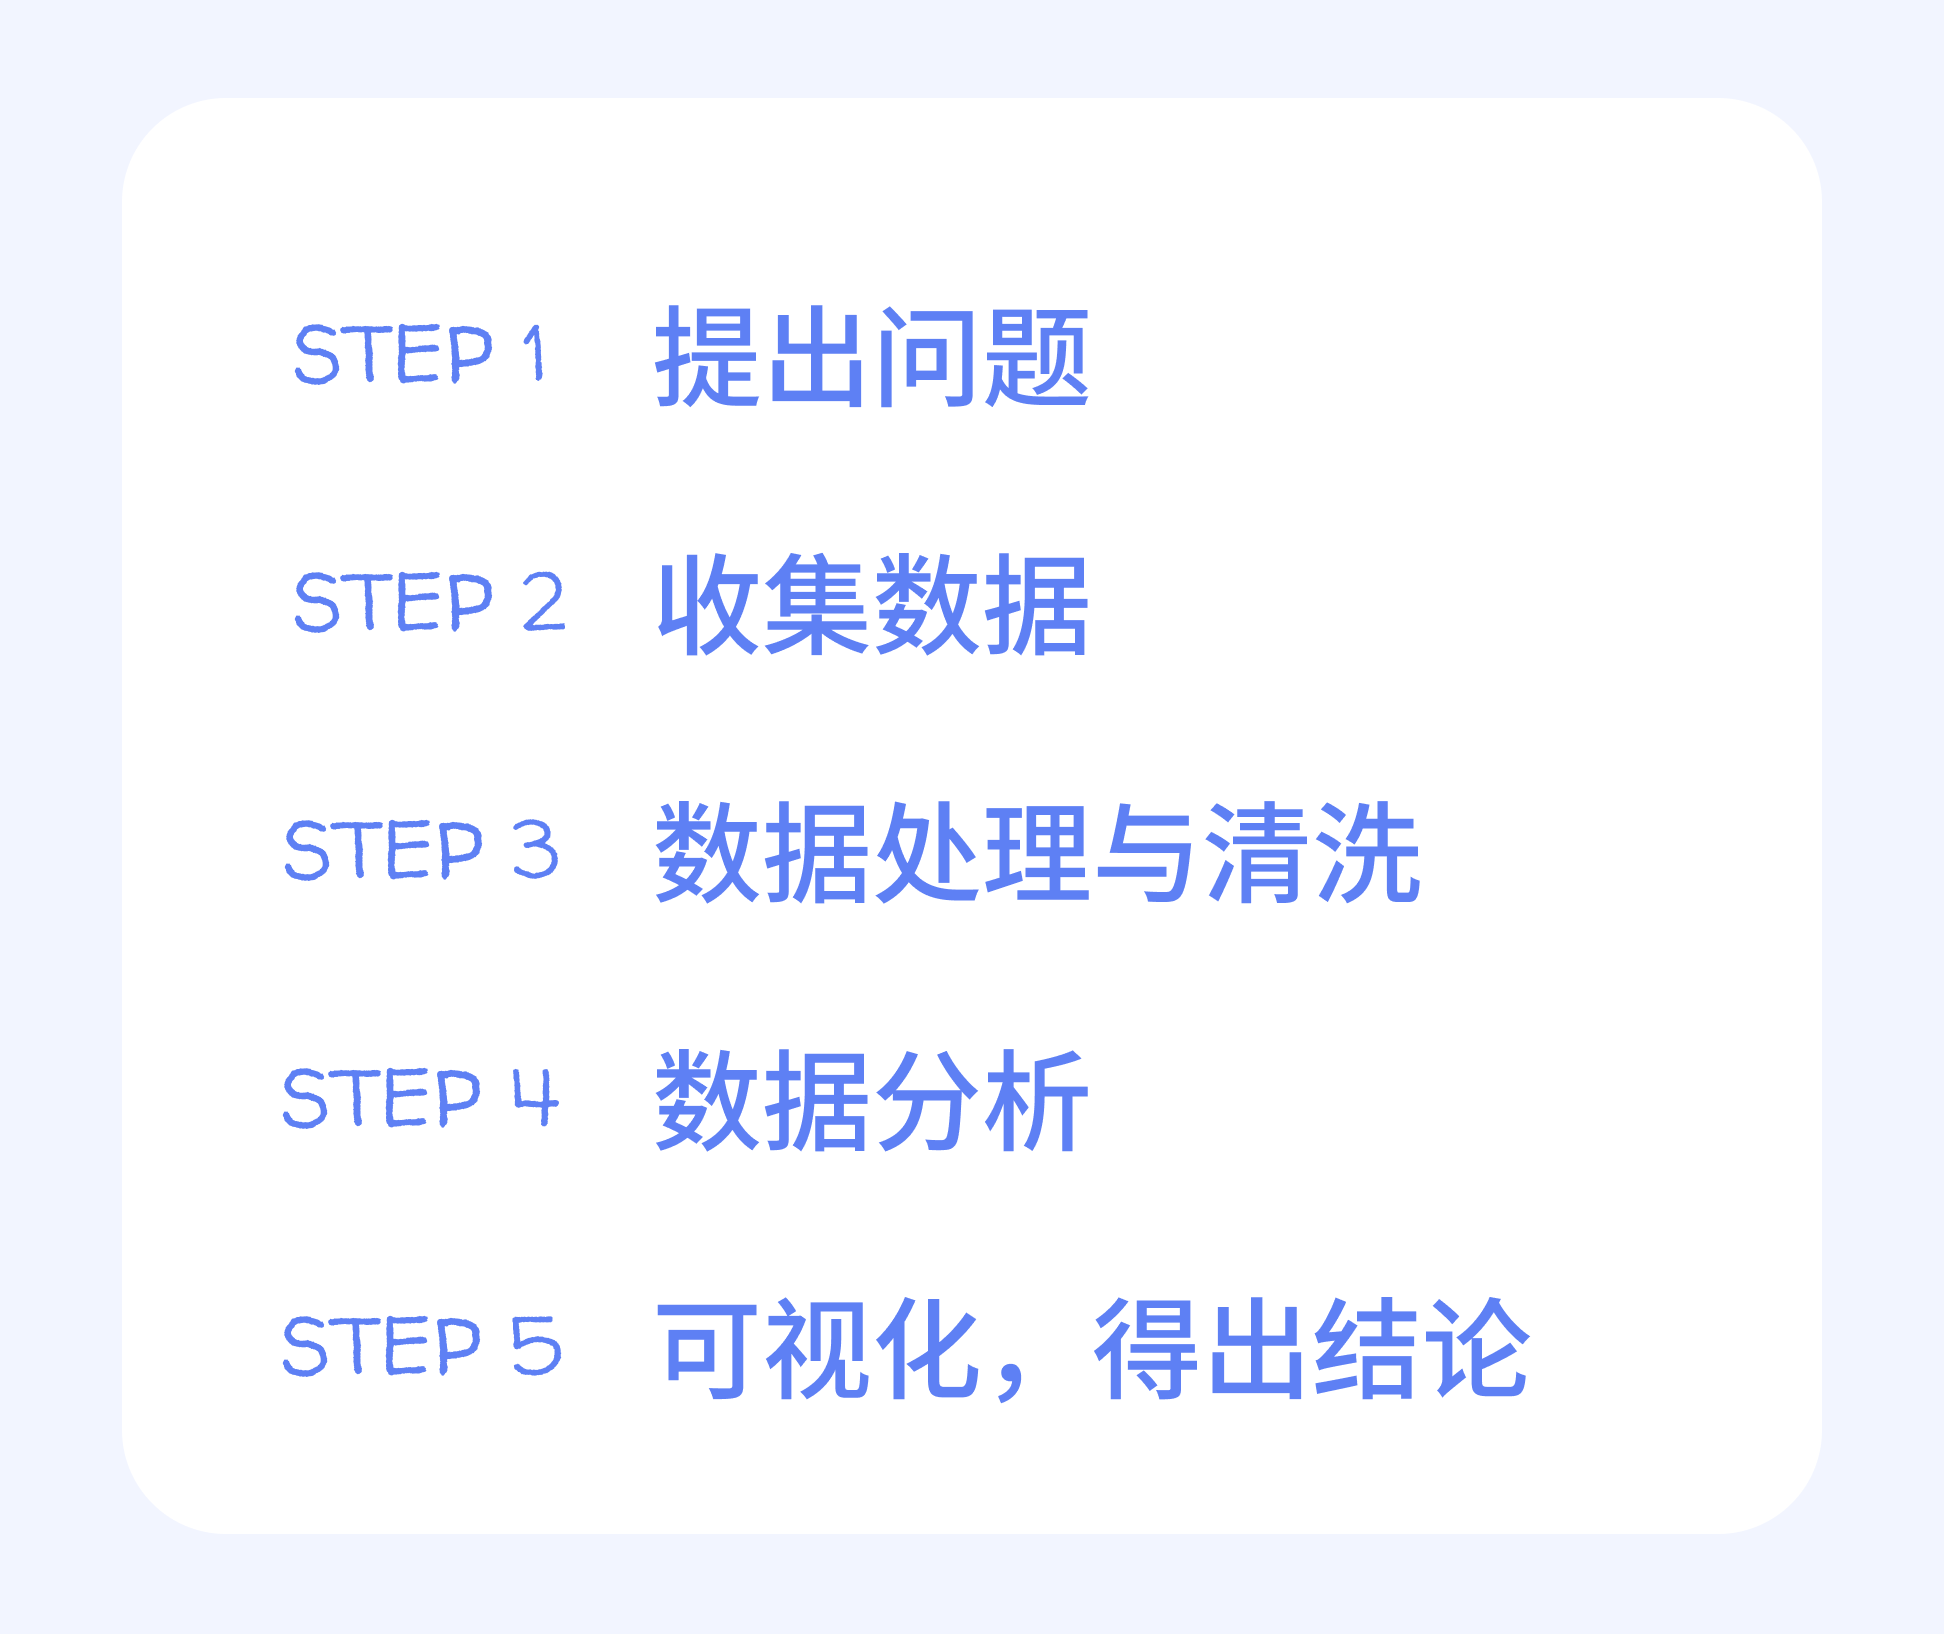 STEP 1 提出问题
STEP 2 收集数据
STEP 3 数据处理与清洗
STEP 4 数据分析
STEP 5 可视化，得出结论